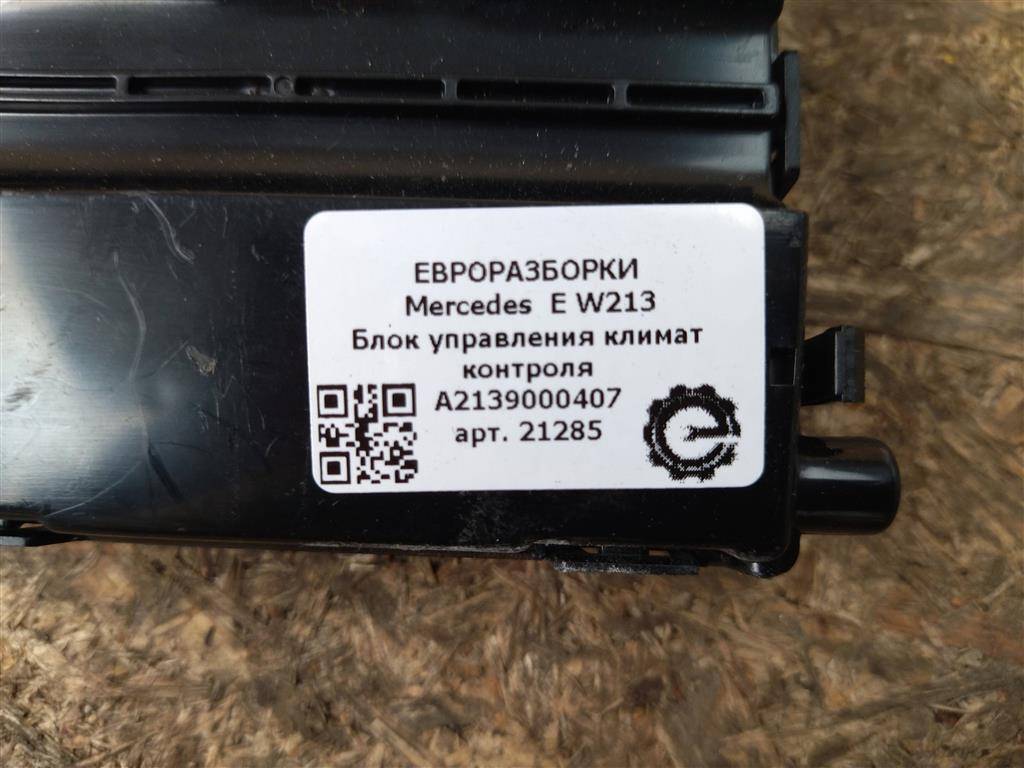 ЕВРОРАЗБОРКИ
Mercedes E W213
Блок управления климат
контроля
A2139000407
арт. 21285